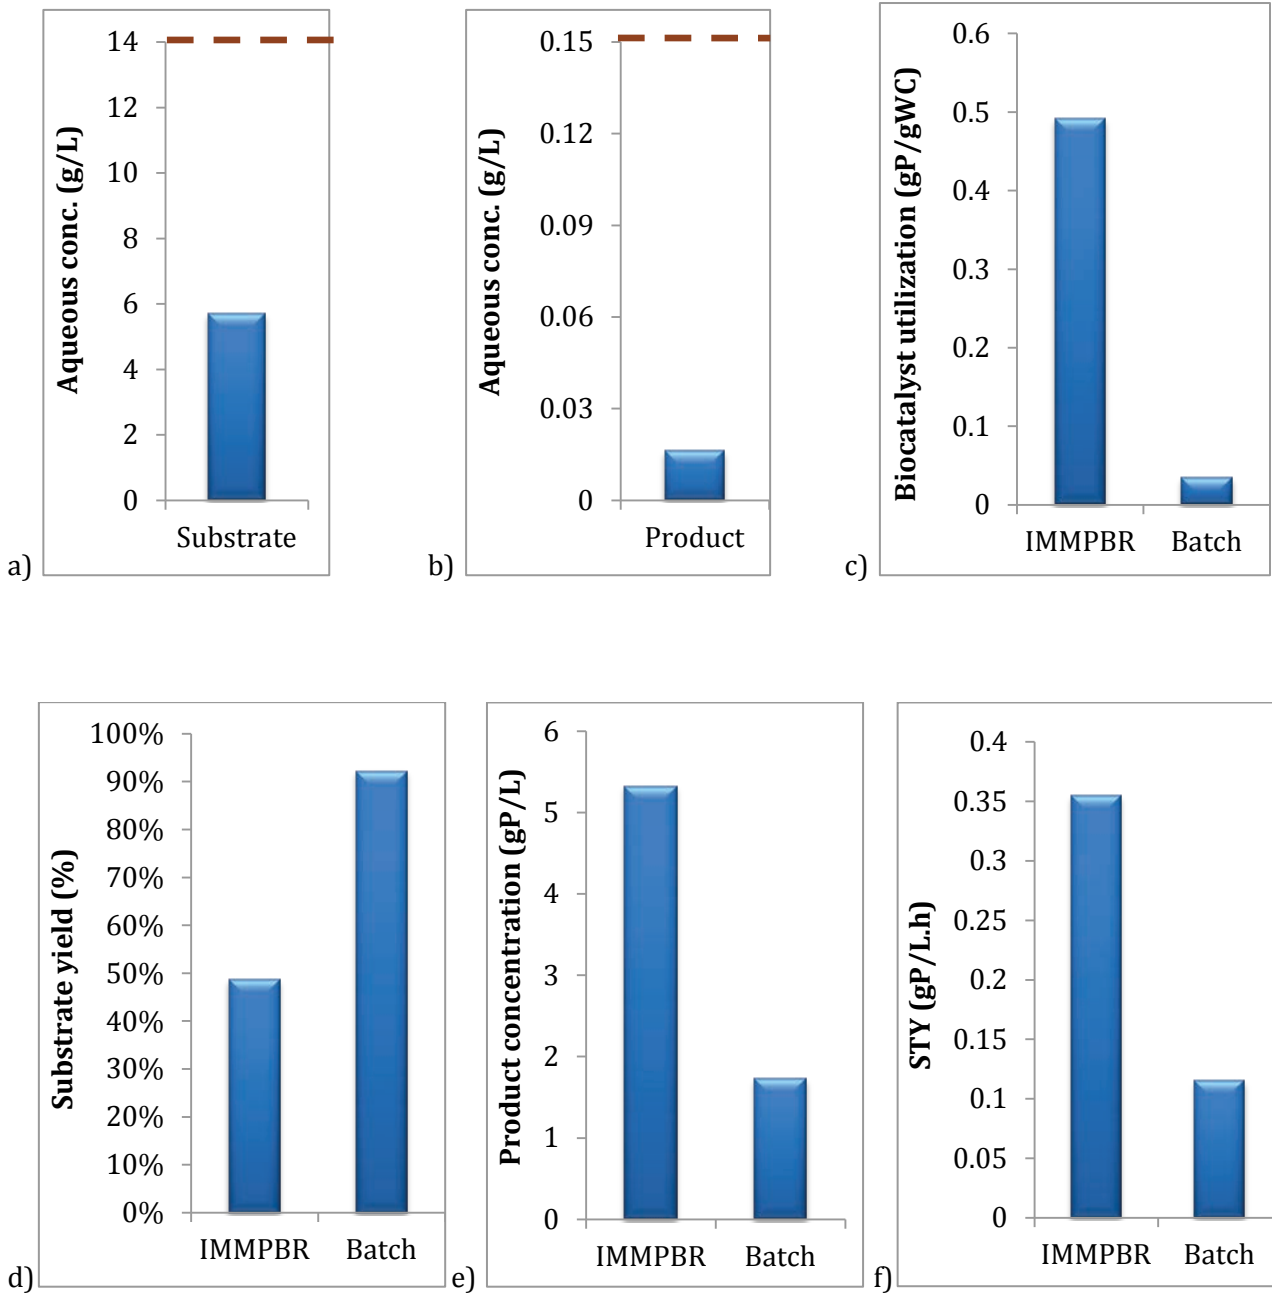 Aqueous conc. (g/L)
14
12
10
8
6
4
2
0
Substrate
a)
Aqueous conc. (g/L)
0.15
0.12
0.09
0.06
0.03
0
Product
b)
Biocatalyst utilization (gP/gWC)
0.6
0.5
0.4
0.3
0.2
0.1
0
IMMPBR Batch
c)
Substrate yield (%)
100%
90%
80%
70%
60%
50%
40%
30%
20%
10%
0%
IMMPBR Batch
d)
Product concentration (gP/L)
6
5
4
3
2
1
0
IMMPBR Batch
e)
STY (gP/L.h)
0.4
0.35
0.3
0.25
0.2
0.15
0.1
0.05
0
IMMPBR Batch
f)